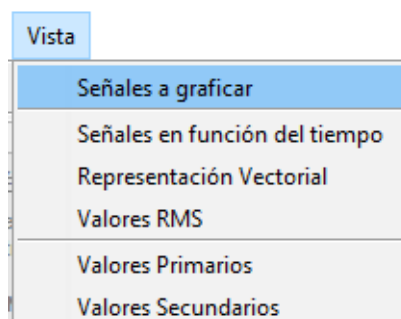 Vista
Señales a graficar
Señales en función del tiempo
Representación Vectorial
Valores RMS
Valores Primarios
Valores Secundarios